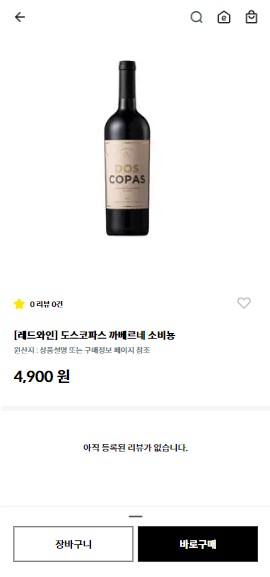 DOS
COPAS
0 리뷰 0건
[레드와인] 도스코파스 까베르네 소비뇽
원산지 : 상품설명 또는 구매정보 페이지 참조
4,900 원
아직 등록된 리뷰가 없습니다.
장바구니
바로구매